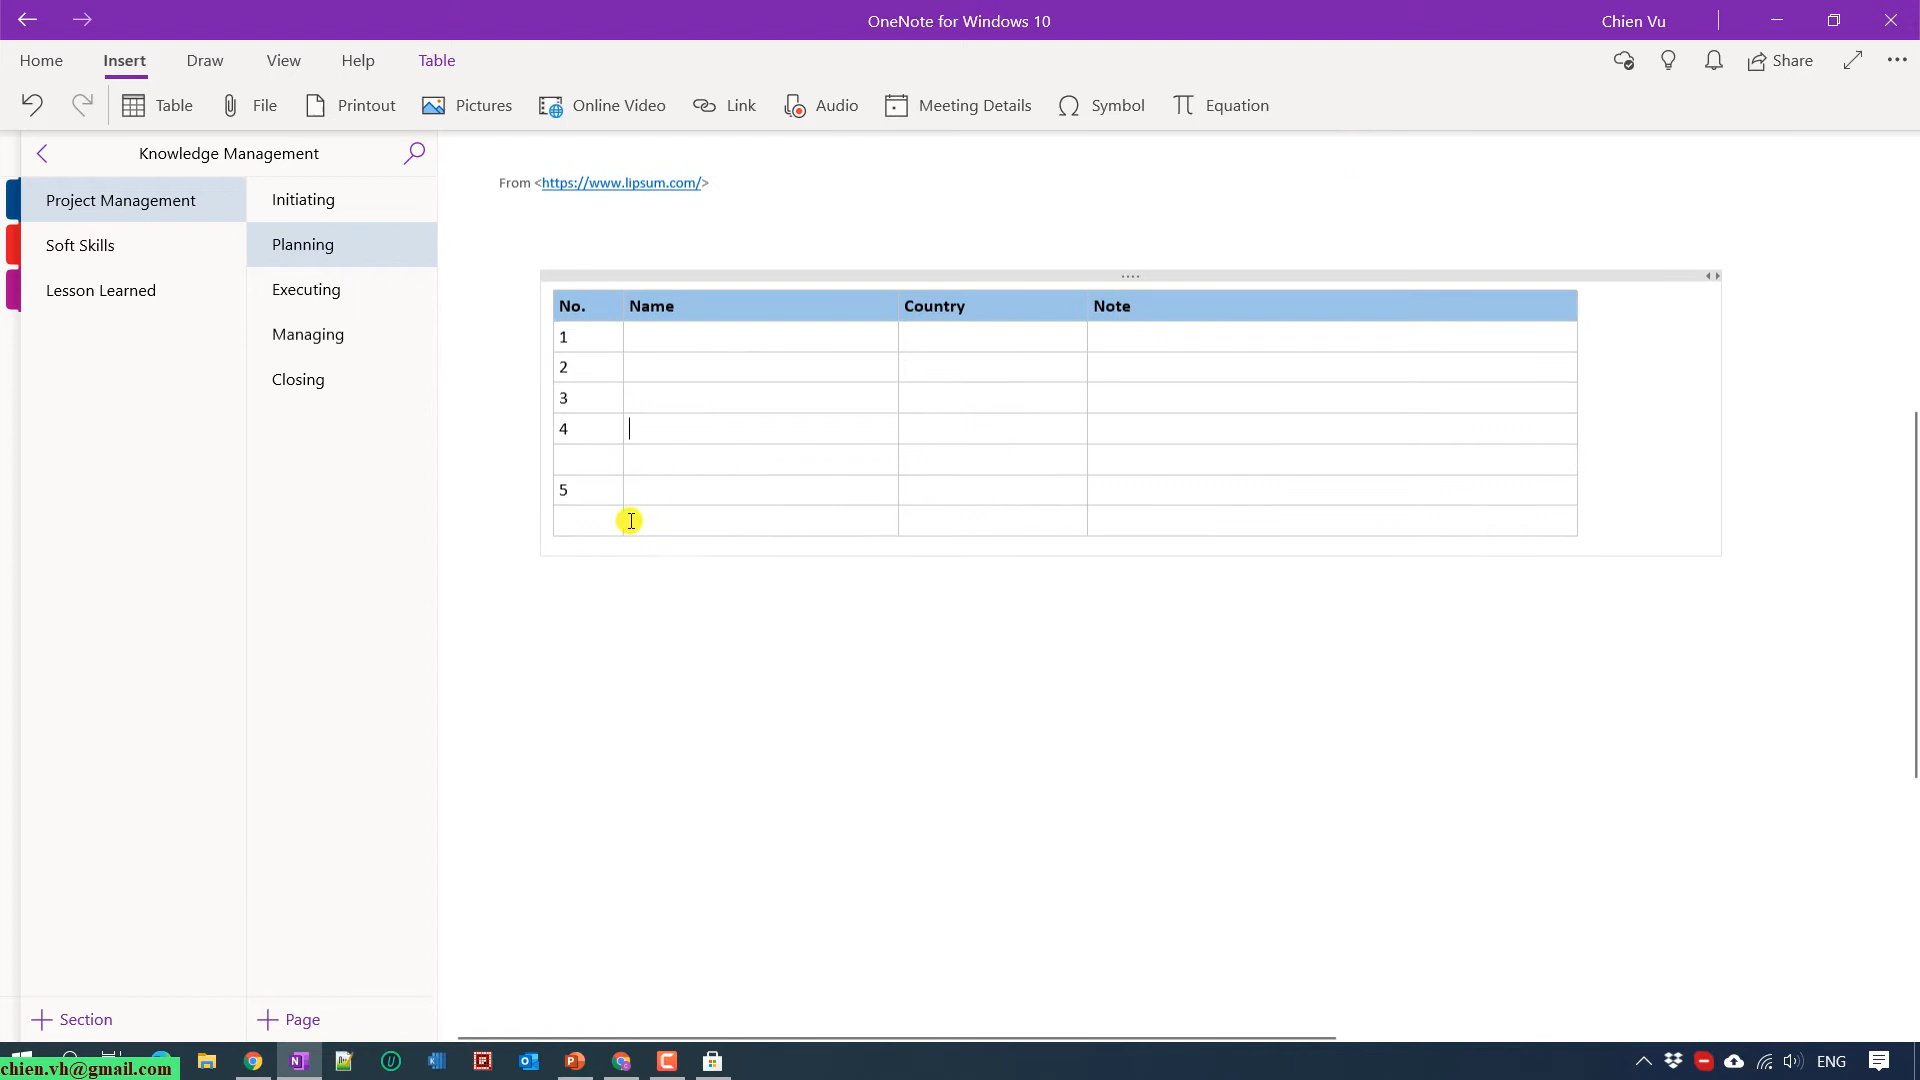 OneNote for Windows 10
Chien Vu
Home Insert Draw View Help Table
Share
Table File Printout Pictures Online Video Link Audio Meeting Details Symbol Equation
Knowledge Management
Project Management
Soft Skills
Lesson Learned
Initiating
Planning
Executing
Managing
Closing
From <https://www.lipsum.com/>
No. Name Country Note
1
2
3
4
5
Section
Page
chien.vh@gmail.com
ENG